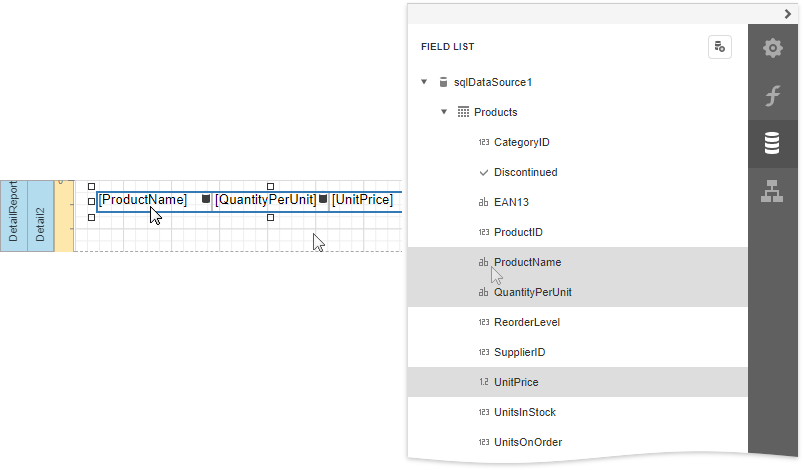 DetailReport
Detail2
[ProductName] [QuantityPerUnit] [UnitPrice]
FIELD LIST
sqlDataSource1
Products
123 CategoryID
Discontinued
ab EAN13
123 ProductID
ab ProductName
ab QuantityPerUnit
123 ReorderLevel
123 SupplierID
1.2 UnitPrice
123 UnitsInStock
123 UnitsOnOrder